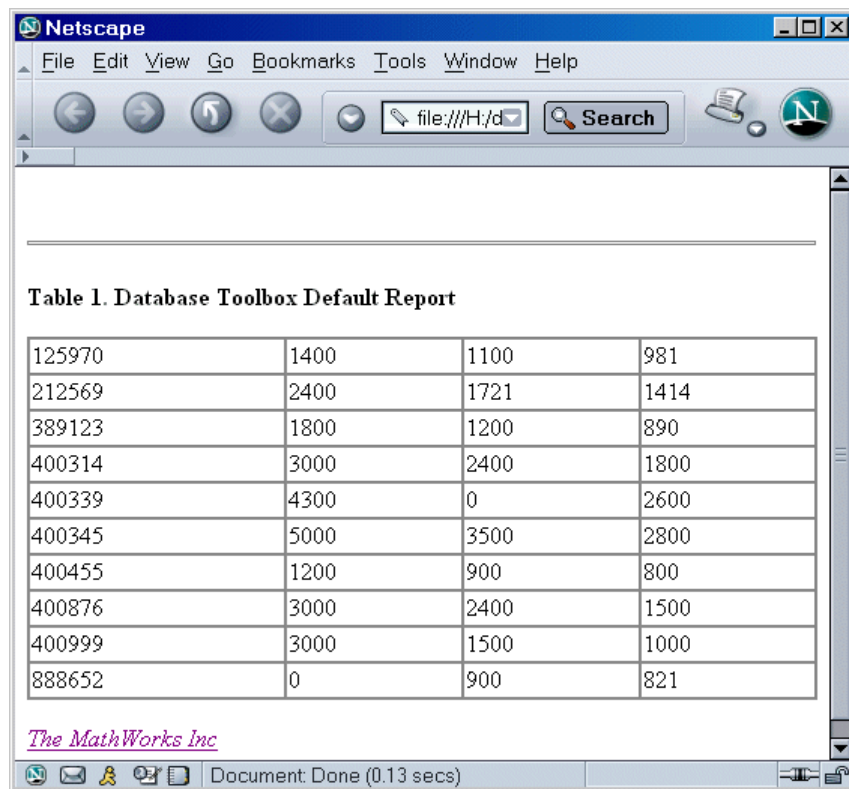 Netscape
File Edit View Go Bookmarks Tools Window Help
file:///H:/d Search N
Table 1. Database Toolbox Default Report
125970 1400 1100 981
212569 2400 1721 1414
389123 1800 1200 890
400314 3000 2400 1800
400339 4300 0 2600
400345 5000 3500 2800
400455 1200 900 800
400876 3000 2400 1500
400999 3000 1500 1000
888652 0 900 821
The MathWorks Inc
Document: Done (0.13 secs)